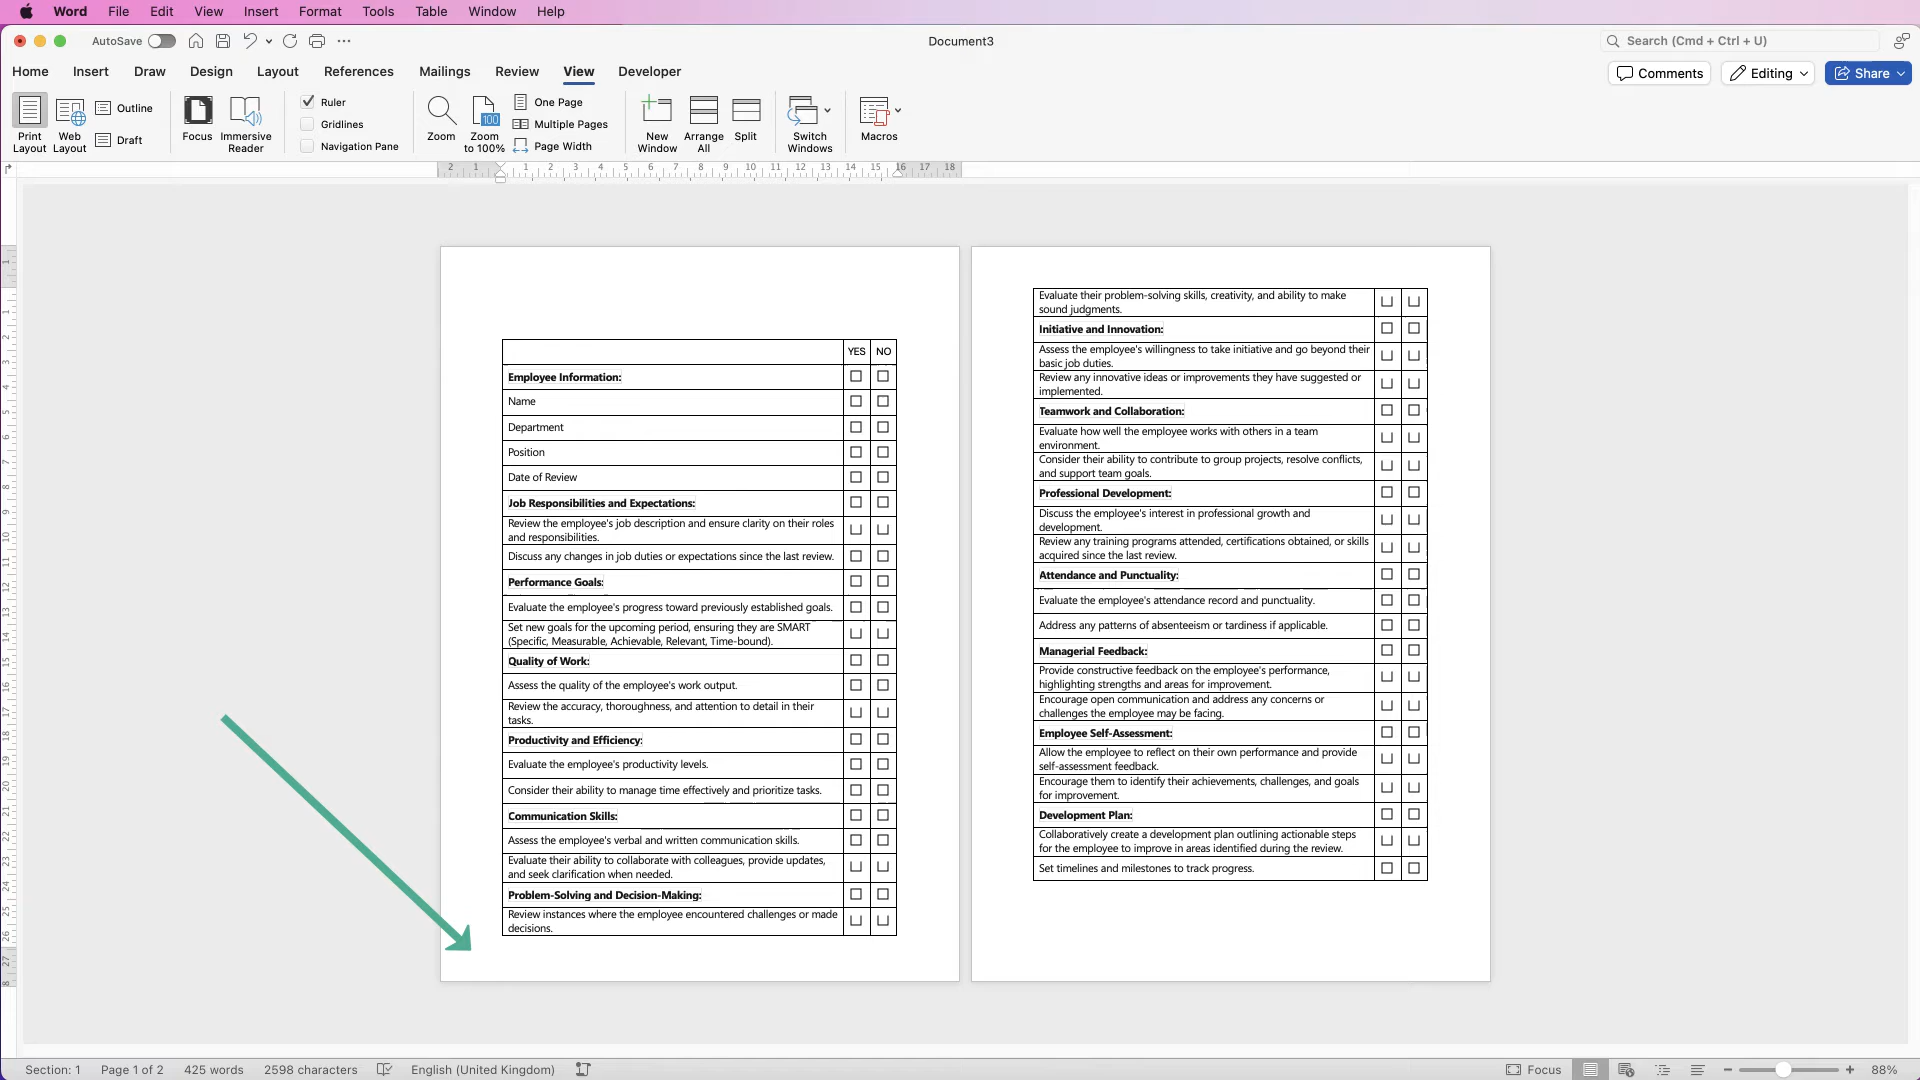 Word File Edit View Insert Format Tools Table Window Help
AutoSave
Document3
Search (Cmd + Ctrl + U)
Home Insert Draw Design Layout References Mailings Review View Developer
Comments Editing Share
Print Layout
Web Layout
Outline
Draft
Focus
Immersive Reader
Ruler
Gridlines
Navigation Pane
Zoom
100
Zoom to 100%
One Page
Multiple Pages
Page Width
New Window
Arrange All
Split
Switch Windows
Macros
2 1 1 2 3 4 5 6 7 8 9 10 11 12 13 14 15 16 17 18
YES NO
Employee Information:
Name
Department
Position
Date of Review
Job Responsibilities and Expectations:
Review the employee's job description and ensure clarity on their roles
and responsibilities.
Discuss any changes in job duties or expectations since the last review.
Performance Goals:
Evaluate the employee's progress toward previously established goals.
Set new goals for the upcoming period, ensuring they are SMART
(Specific, Measurable, Achievable, Relevant, Time-bound).
Quality of Work:
Assess the quality of the employee's work output.
Review the accuracy, thoroughness, and attention to detail in their
tasks.
Productivity and Efficiency:
Evaluate the employee's productivity levels.
Consider their ability to manage time effectively and prioritize tasks.
Communication Skills:
Assess the employee's verbal and written communication skills.
Evaluate their ability to collaborate with colleagues, provide updates,
and seek clarification when needed.
Problem-Solving and Decision-Making:
Review instances where the employee encountered challenges or made
decisions.
Evaluate their problem-solving skills, creativity, and ability to make
sound judgments.
Initiative and Innovation:
Assess the employee's willingness to take initiative and go beyond their
basic job duties.
Review any innovative ideas or improvements they have suggested or
implemented.
Teamwork and Collaboration:
Evaluate how well the employee works with others in a team
environment.
Consider their ability to contribute to group projects, resolve conflicts,
and support team goals.
Professional Development:
Discuss the employee's interest in professional growth and
development.
Review any training programs attended, certifications obtained, or skills
acquired since the last review.
Attendance and Punctuality:
Evaluate the employee's attendance record and punctuality.
Address any patterns of absenteeism or tardiness if applicable.
Managerial Feedback:
Provide constructive feedback on the employee's performance,
highlighting strengths and areas for improvement.
Encourage open communication and address any concerns or
challenges the employee may be facing.
Employee Self-Assessment:
Allow the employee to reflect on their own performance and provide
self-assessment feedback.
Encourage them to identify their achievements, challenges, and goals
for improvement.
Development Plan:
Collaboratively create a development plan outlining actionable steps
for the employee to improve in areas identified during the review.
Set timelines and milestones to track progress.
Section: 1 Page 1 of 2 425 words 2598 characters English (United Kingdom) Focus 88%